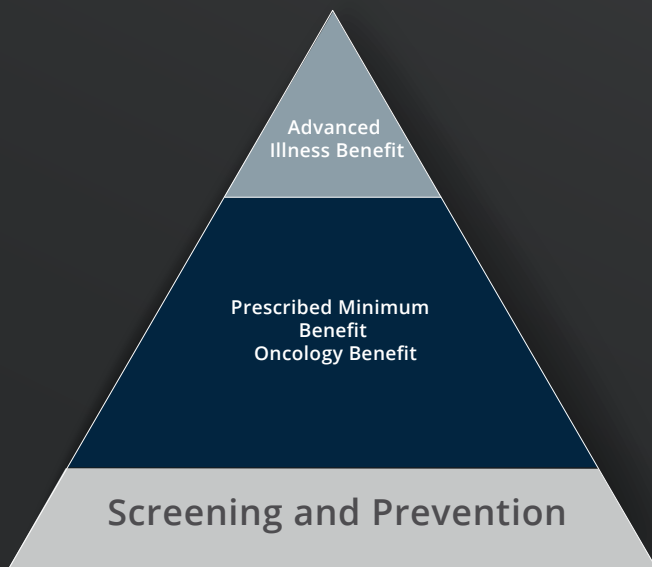 Advanced
Illness Benefit
Prescribed Minimum
Benefit
Oncology Benefit
Screening and Prevention